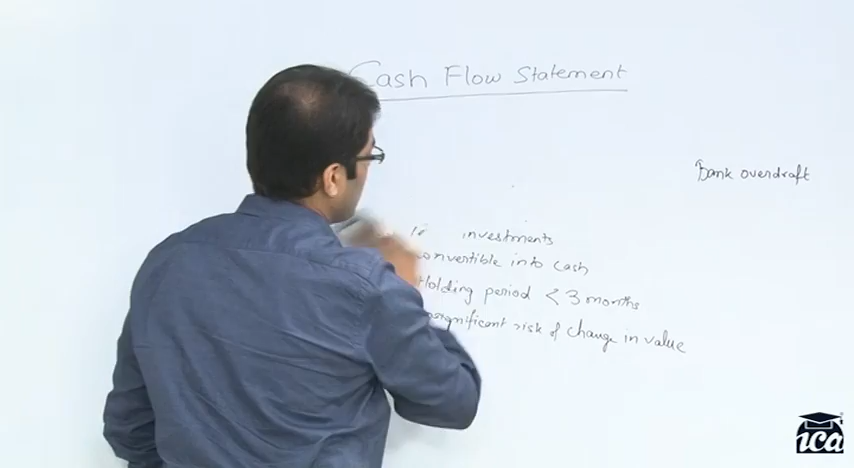 Cash Flow Statement
Bank overdraft
investments
convertible into cash
Holding period < 3 months
insignificant risk of change in value
ica